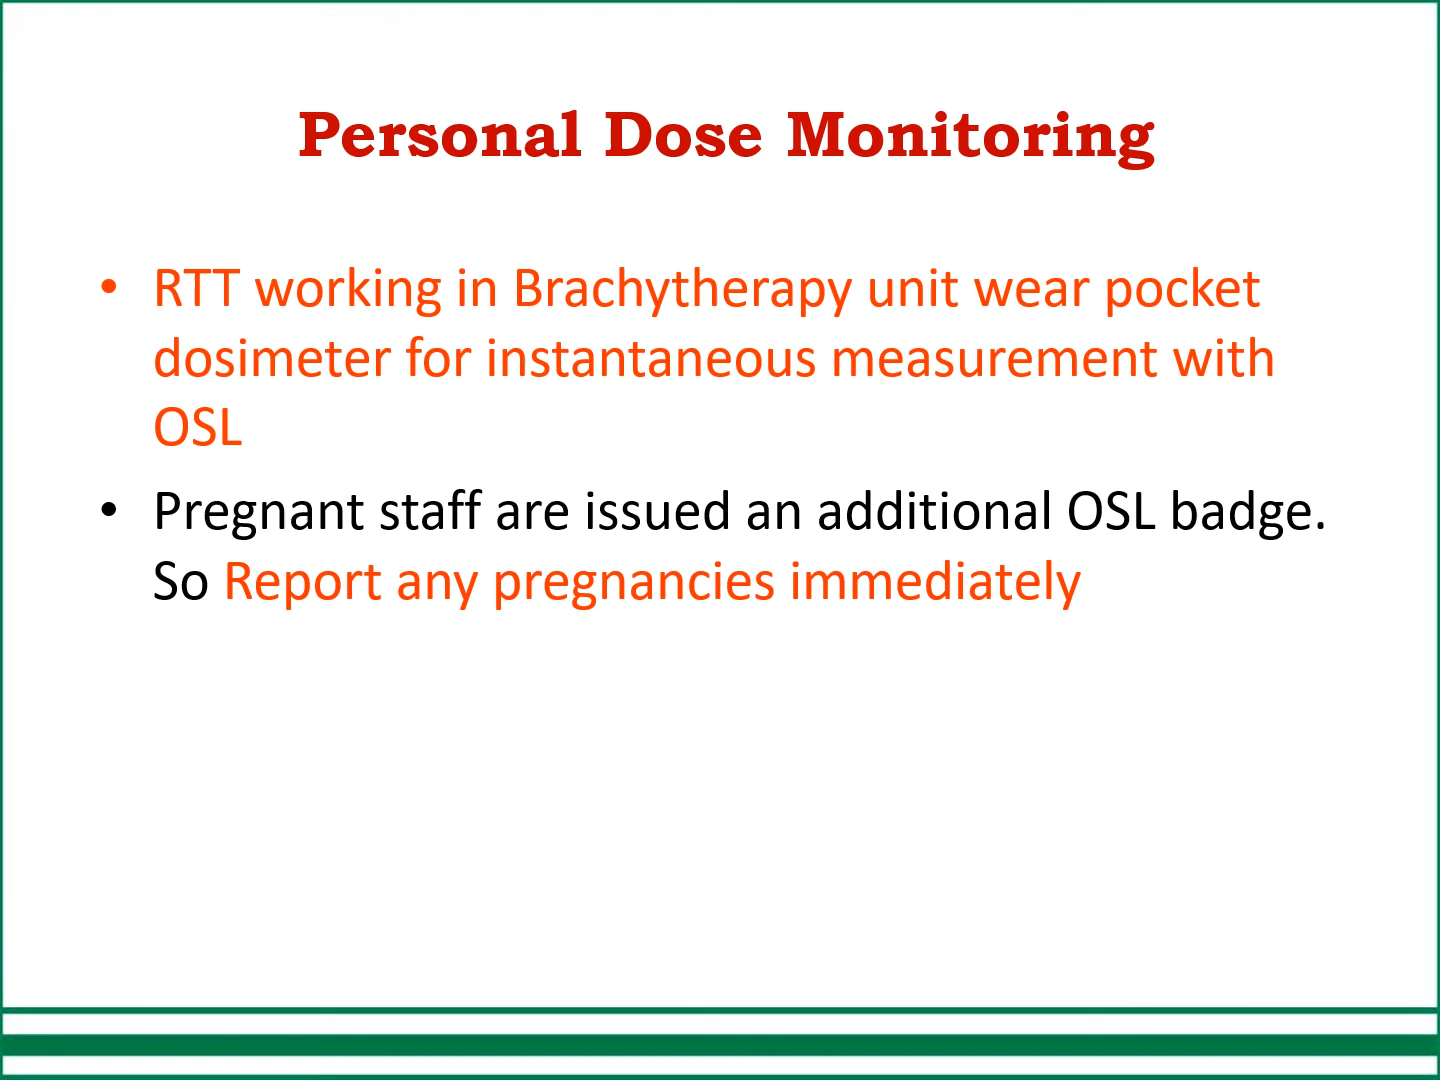 Personal Dose Monitoring
• RTT working in Brachytherapy unit wear pocket
dosimeter for instantaneous measurement with
OSL
• Pregnant staff are issued an additional OSL badge.
So Report any pregnancies immediately